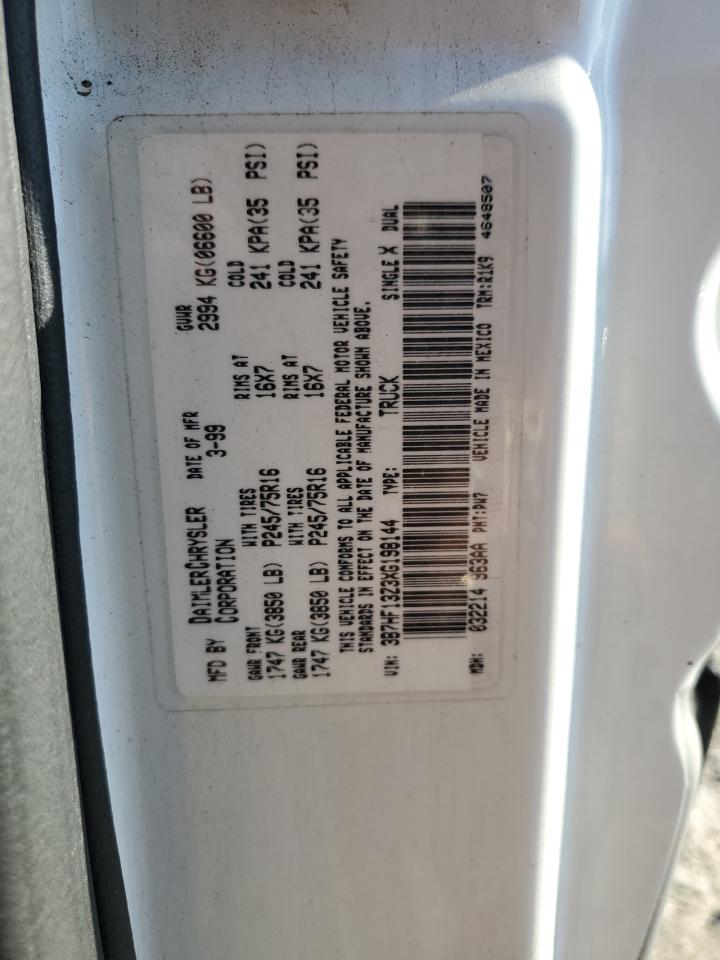 MFD BY DAIMLERCHRYSLER CORPORATION
DATE OF MFR 3-99
GVWR 2994 KG(06600 LB)
GAWR FRONT WITH TIRES RIMS AT COLD
1747 KG(3850 LB) P245/75R16 16X7 241 KPA(35 PSI)
GAWR REAR WITH TIRES RIMS AT COLD
1747 KG(3850 LB) P245/75R16 16X7 241 KPA(35 PSI)
THIS VEHICLE CONFORMS TO ALL APPLICABLE FEDERAL MOTOR VEHICLE SAFETY
STANDARDS IN EFFECT ON THE DATE OF MANUFACTURE SHOWN ABOVE.
VIN: 3B7HF13Z3XG198144 TYPE: TRUCK SINGLE X DUAL
MDH: 032214 963AA PNT:PW7 VEHICLE MADE IN MEXICO TRM:R1K9 4648507